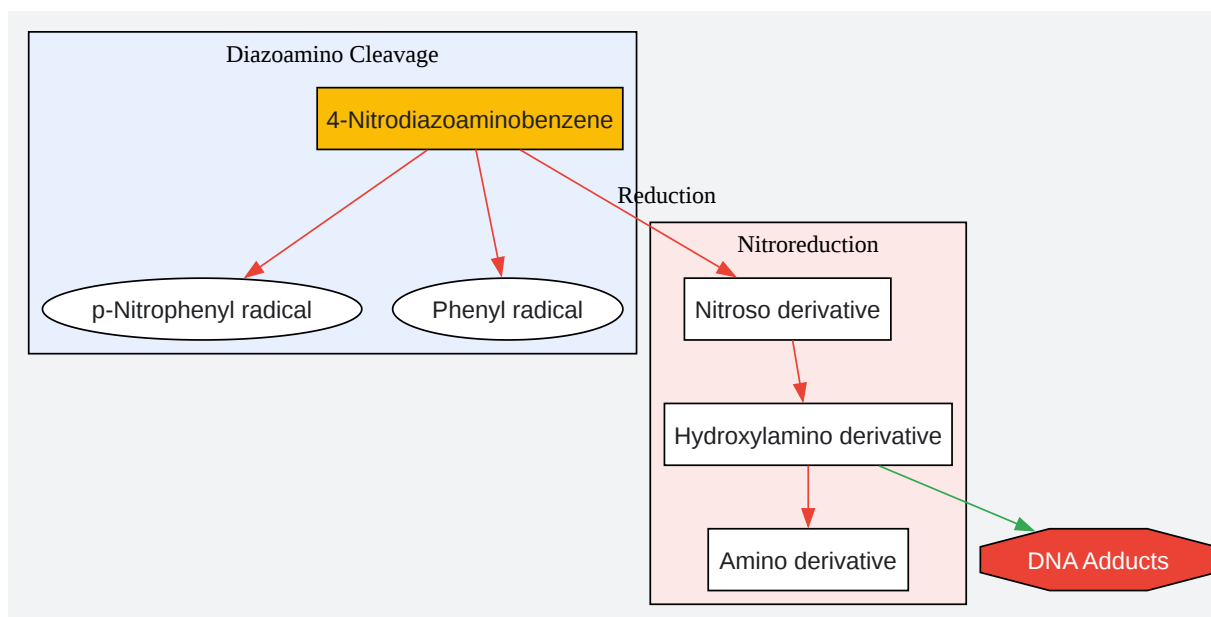 Diazoamino Cleavage
4-Nitrodiazoaminobenzene
Reduction
Nitroreduction
p-Nitrophenyl radical
Phenyl radical
Nitroso derivative
Hydroxylamino derivative
Amino derivative
DNA Adducts